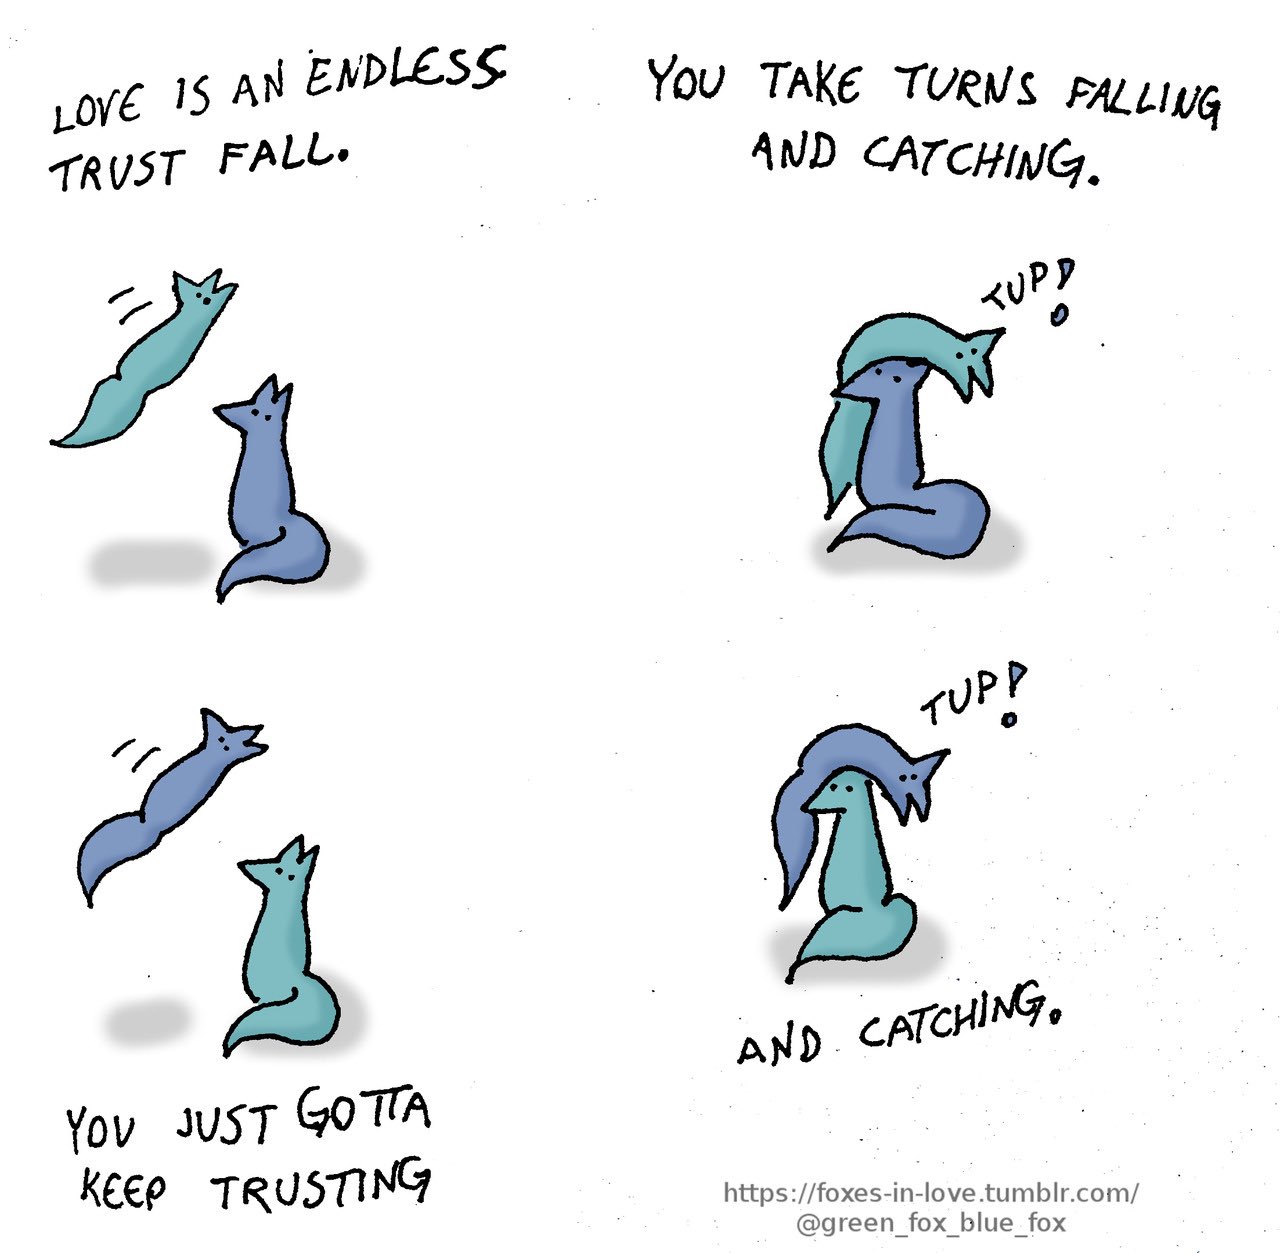 LOVE IS AN ENDLESS
TRUST FALL.
YOU TAKE TURNS FALLING
AND CATCHING.
TUP!
TUP!
YOU JUST GOTTA
KEEP TRUSTING
AND CATCHING.
https://foxes-in-love.tumblr.com/
@green_fox_blue_fox